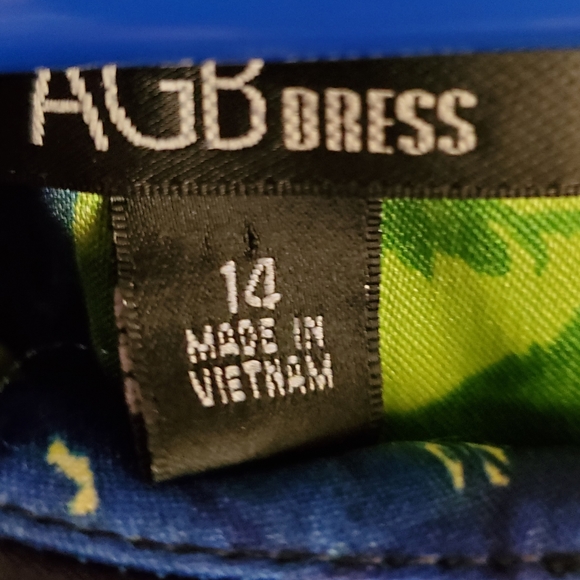 AGB DRESS
14
MADE IN
VIETNAM